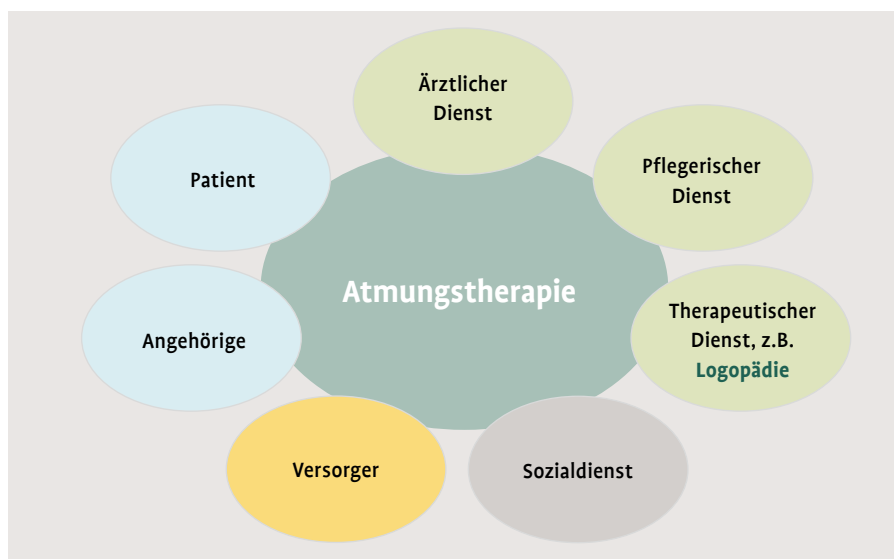 Ärztlicher
Dienst
Patient
Pflegerischer
Dienst
Atmungstherapie
Angehörige
Therapeutischer
Dienst, z.B.
Logopädie
Versorger
Sozialdienst